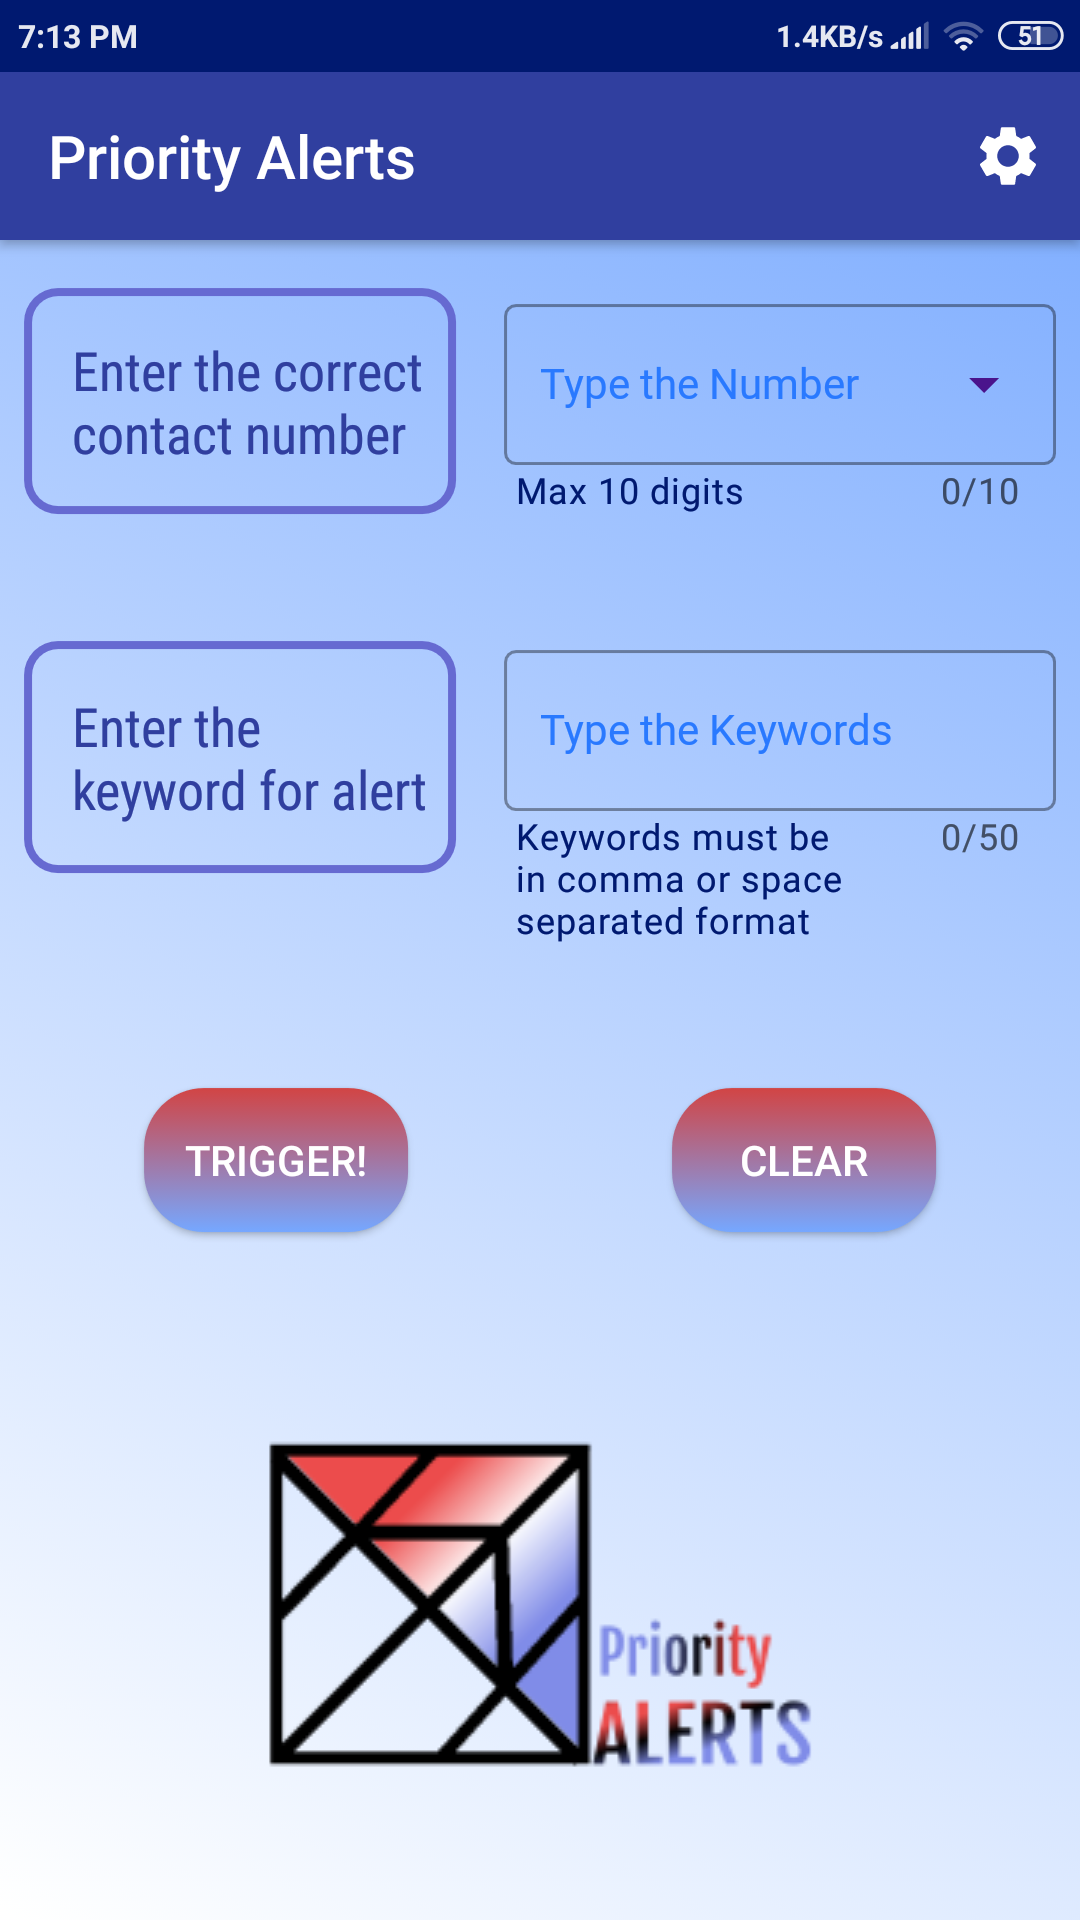 7:13 PM
1.4KB/s
51
Priority Alerts
Enter the correct
contact number
Type the Number
Max 10 digits
0/10
Enter the
keyword for alert
Type the Keywords
Keywords must be
in comma or space
separated format
0/50
TRIGGER!
CLEAR
Priority
ALERTS